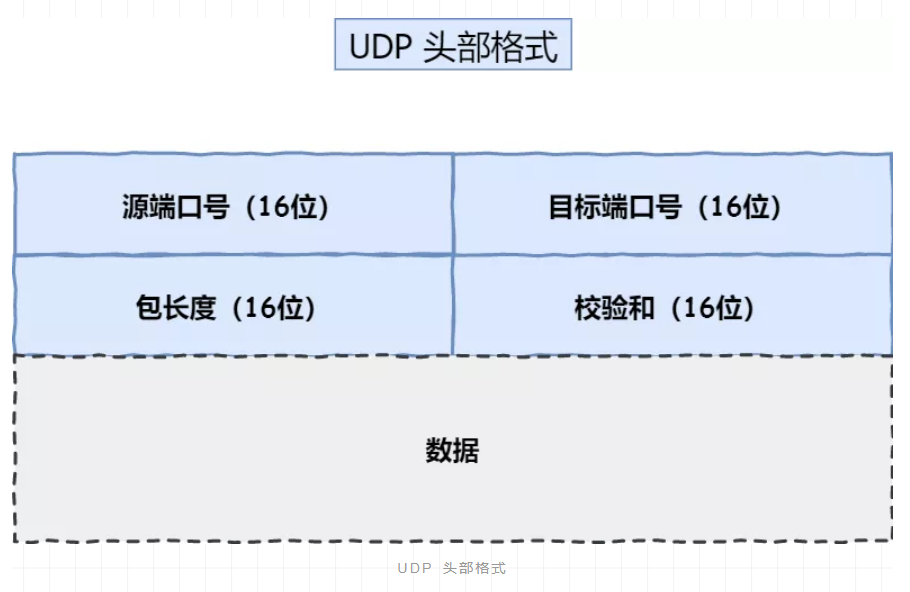 UDP 头部格式
源端口号（16位）
目标端口号（16位）
包长度（16位）
校验和（16位）
数据
UDP 头部格式